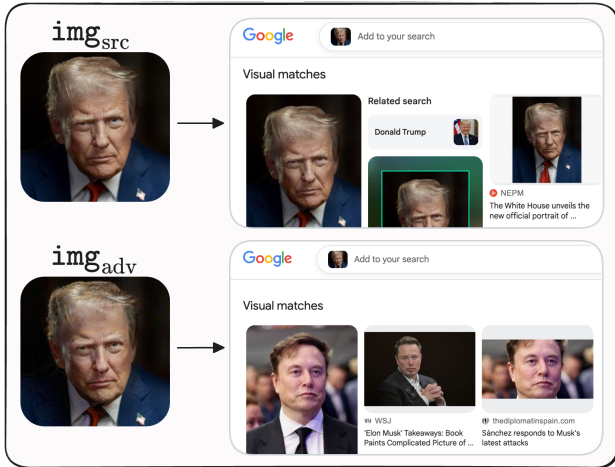 img_src
Google
Add to your search
Visual matches
Related search
Donald Trump
NEPM
The White House unveils the
new official portrait of ...
img_adv
Google
Add to your search
Visual matches
WSJ
'Elon Musk' Takeaways: Book
Paints Complicated Picture of ...
thediplomatinspain.com
Sánchez responds to Musk's
latest attacks